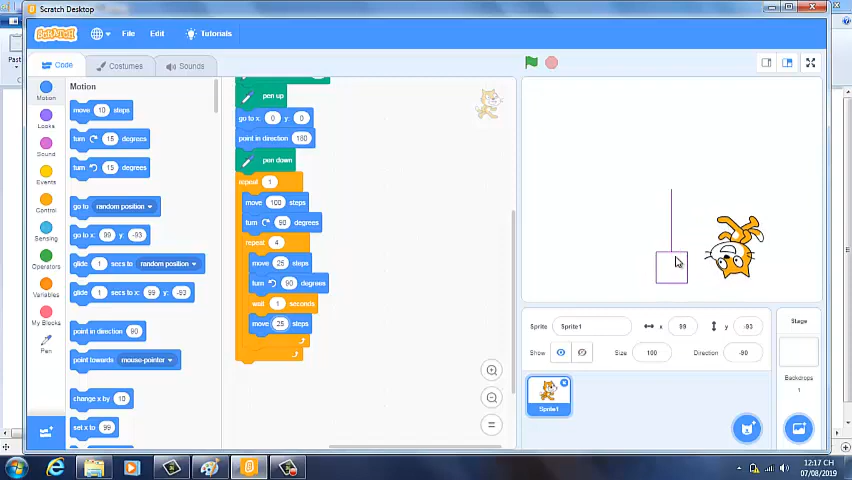 Scratch Desktop
SCRATCH
File Edit Tutorials
Past
Code Costumes Sounds
Motion
Looks
Sound
Events
Control
Sensing
Operators
Variables
My Blocks
Pen
Motion
move 10 steps
turn 15 degrees
turn 15 degrees
go to random position
go to x: 99 y: -93
glide 1 secs to random position
glide 1 secs to x: 99 y: -93
point in direction 90
point towards mouse-pointer
change x by 10
set x to 99
pen up
go to x: 0 y: 0
point in direction 180
pen down
repeat 1
move 100 steps
turn 90 degrees
repeat 4
move 25 steps
turn 90 degrees
wait 1 seconds
move 25 steps
Sprite Sprite1 x 99 y -93
Show Size 100 Direction -90
Sprite1
Stage
Backdrops
1
12:17 CH
07/08/2019